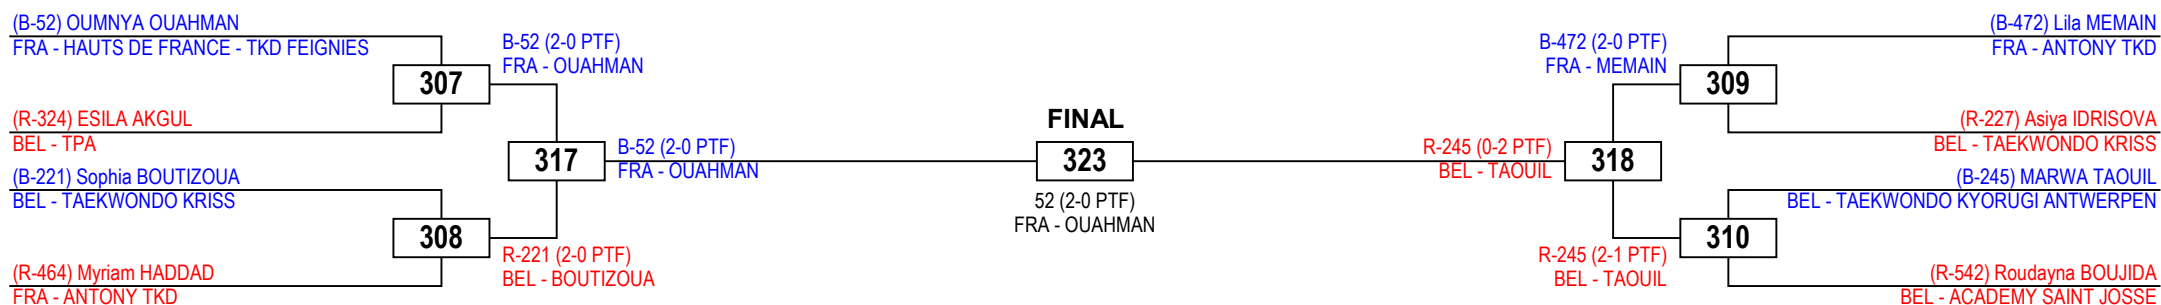 (B-52) OUMNYA OUAHMAN
FRA - HAUTS DE FRANCE - TKD FEIGNIES
307
(R-324) ESILA AKGUL
BEL - TPA
B-52 (2-0 PTF)
FRA - OUAHMAN
317
B-52 (2-0 PTF)
FRA - OUAHMAN
(B-221) Sophia BOUTIZOUA
BEL - TAEKWONDO KRISS
308
(R-464) Myriam HADDAD
FRA - ANTONY TKD
R-221 (2-0 PTF)
BEL - BOUTIZOUA
FINAL
323
52 (2-0 PTF)
FRA - OUAHMAN
(B-472) Lila MEMAIN
FRA - ANTONY TKD
B-472 (2-0 PTF)
FRA - MEMAIN
309
(R-227) Asiya IDRISOVA
BEL - TAEKWONDO KRISS
R-245 (0-2 PTF)
BEL - TAOUIL
318
(B-245) MARWA TAOUIL
BEL - TAEKWONDO KYORUGI ANTWERPEN
310
R-245 (2-1 PTF)
BEL - TAOUIL
(R-542) Roudayna BOUJIDA
BEL - ACADEMY SAINT JOSSE